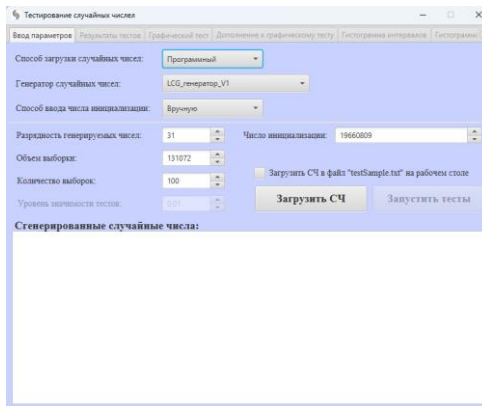 Тестирование случайных чисел
Ввод параметров Результаты тестов Графический тест Дополнение к графическому тесту Гистограмма интервалов Гистограмм
Способ загрузки случайных чисел: Программный
Генератор случайных чисел: LCG_генератор_V1
Способ ввода числа инициализации: Вручную
Разрядность генерируемых чисел: 31 Число инициализации: 19660809
Объем выборки: 131072
Загрузить СЧ в файл "testSample.txt" на рабочем столе
Количество выборок: 100
Загрузить СЧ Запустить тесты
Уровень значимости тестов: 0,01
Сгенерированные случайные числа: